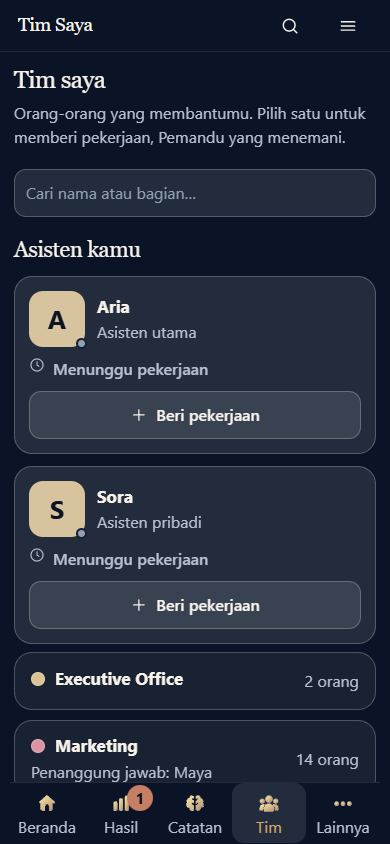 Tim Saya
Tim saya
Orang-orang yang membantumu. Pilih satu untuk
memberi pekerjaan, Pemandu yang menemani.
Cari nama atau bagian...
Asisten kamu
A
Aria
Asisten utama
Menunggu pekerjaan
+ Beri pekerjaan
S
Sora
Asisten pribadi
Menunggu pekerjaan
+ Beri pekerjaan
Executive Office
2 orang
Marketing
14 orang
Penanggung jawab: Maya
1
Beranda
Hasil
Catatan
Tim
Lainnya